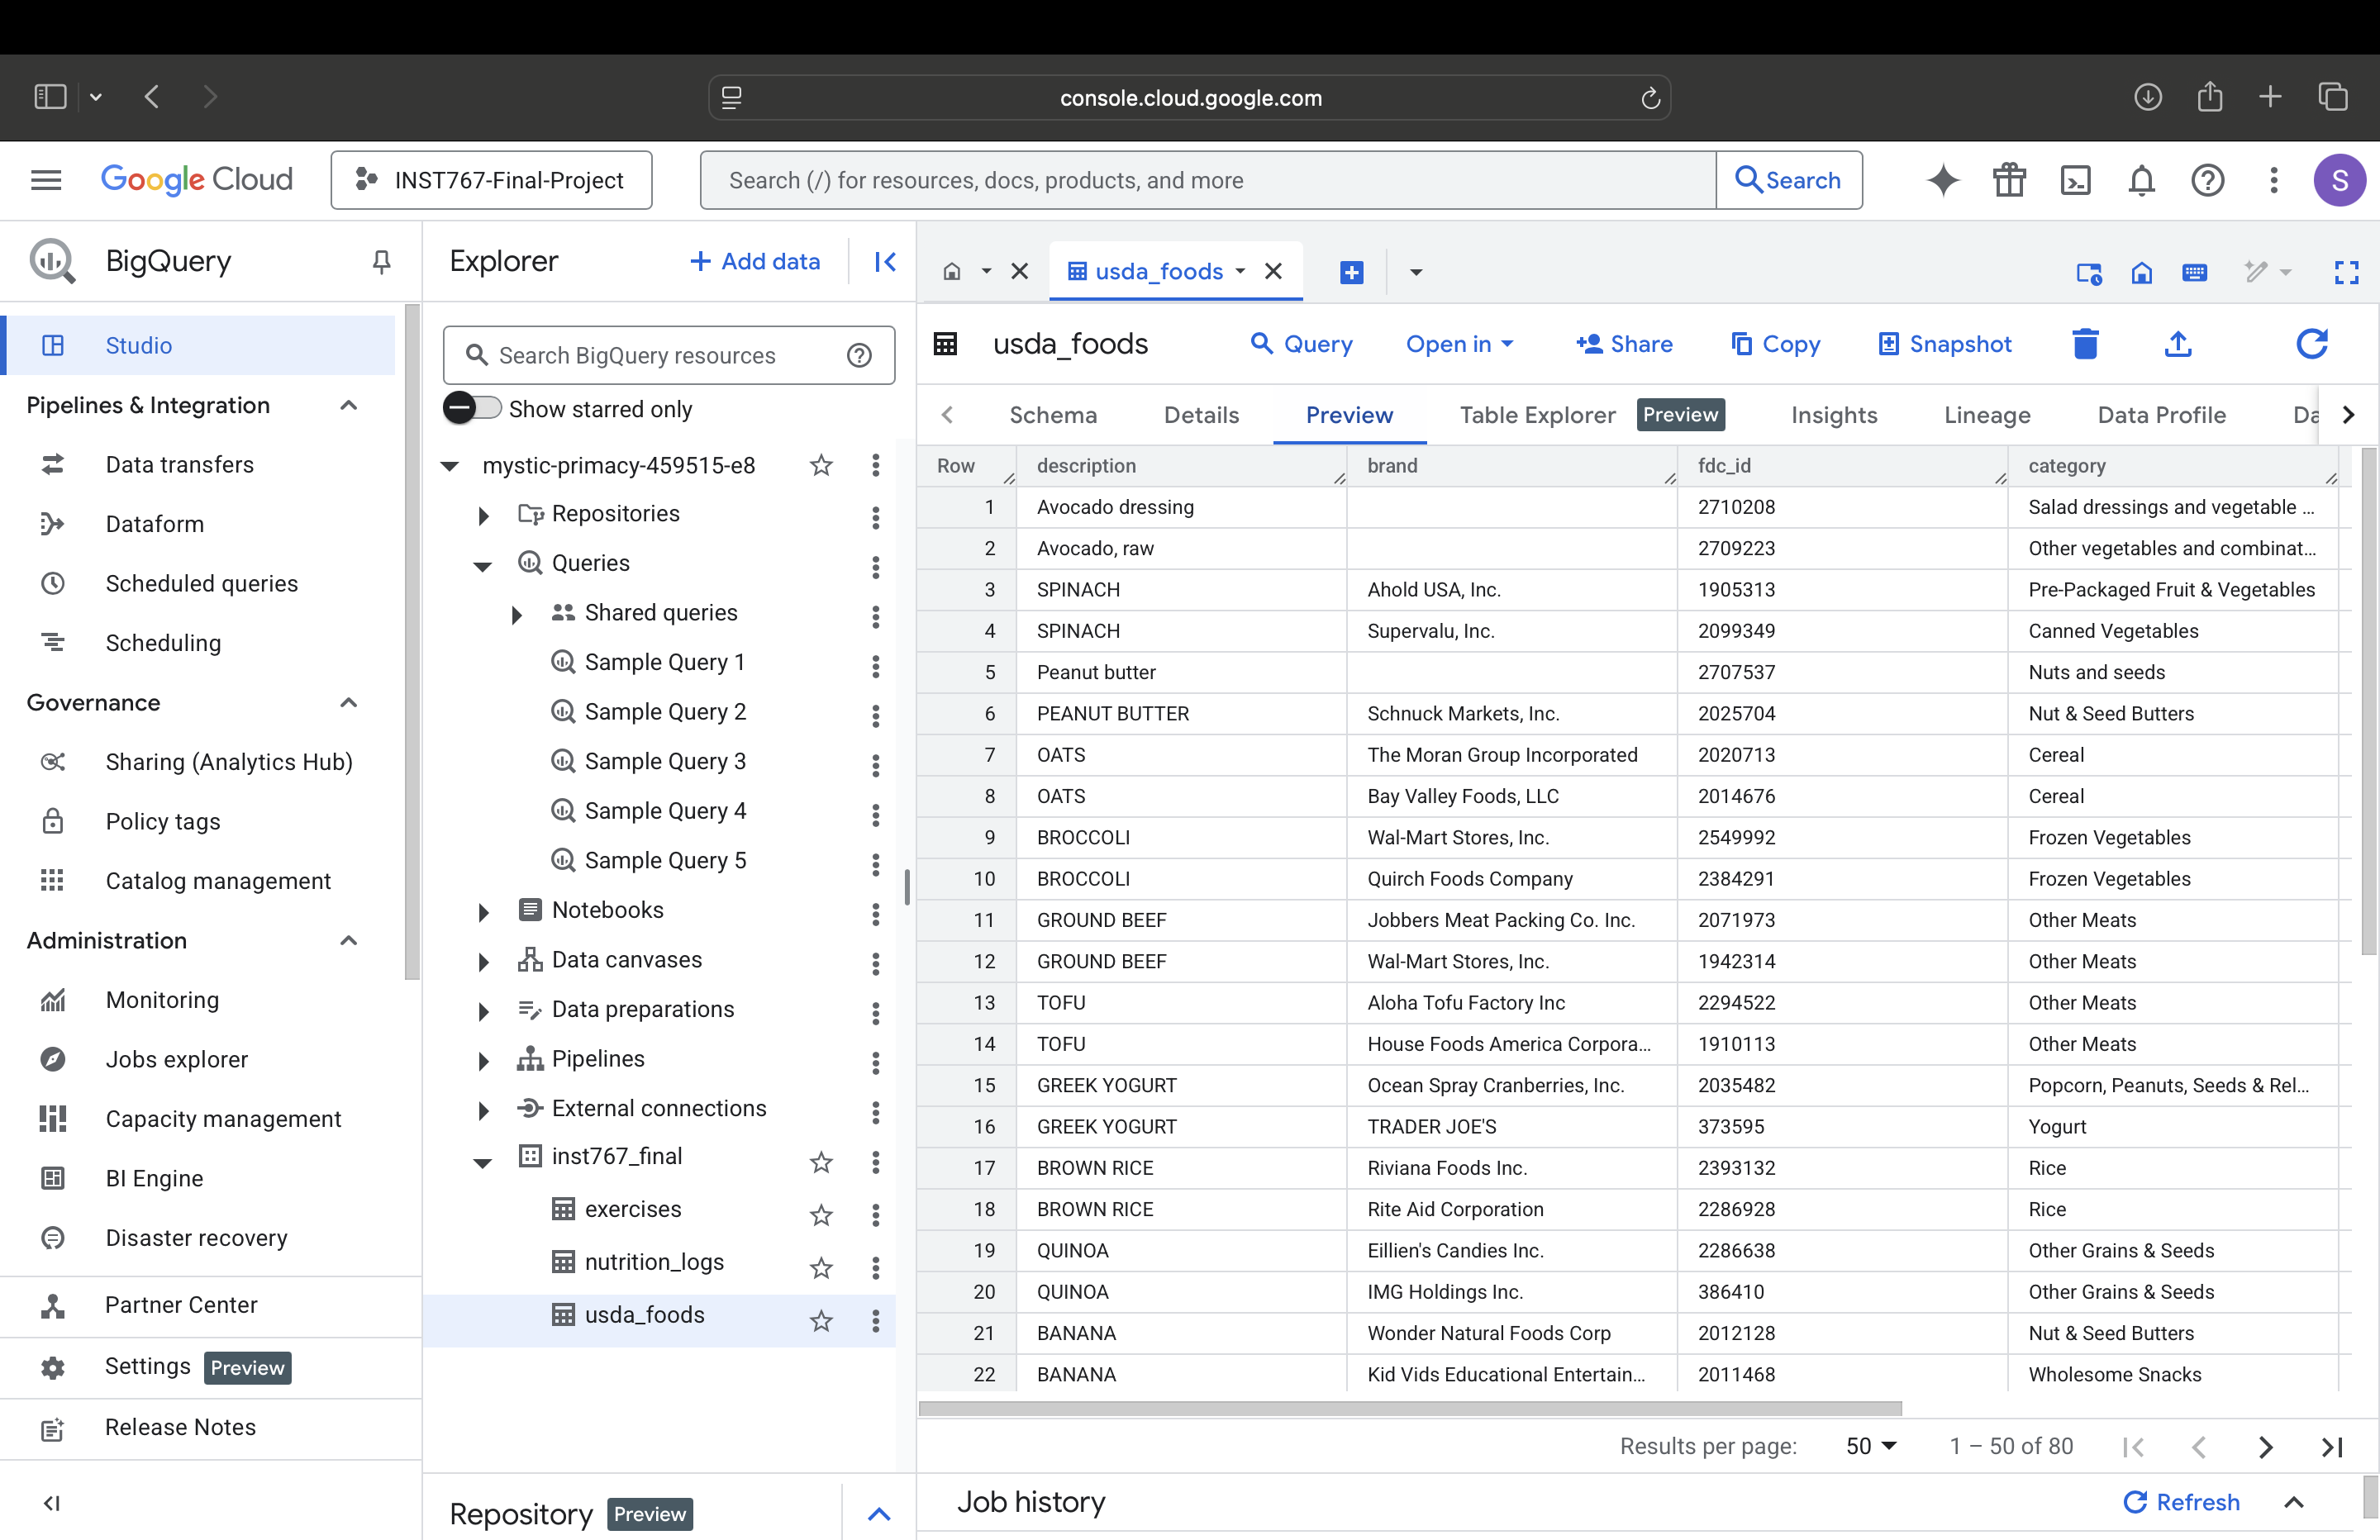 console.cloud.google.com
Google Cloud
INST767-Final-Project
Search (/) for resources, docs, products, and more
Search
S
BigQuery
Studio
Pipelines & Integration
Data transfers
Dataform
Scheduled queries
Scheduling
Governance
Sharing (Analytics Hub)
Policy tags
Catalog management
Administration
Monitoring
Jobs explorer
Capacity management
BI Engine
Disaster recovery
Partner Center
Settings Preview
Release Notes
Explorer
+ Add data
Search BigQuery resources
Show starred only
mystic-primacy-459515-e8
Repositories
Queries
Shared queries
Sample Query 1
Sample Query 2
Sample Query 3
Sample Query 4
Sample Query 5
Notebooks
Data canvases
Data preparations
Pipelines
External connections
inst767_final
exercises
nutrition_logs
usda_foods
Repository Preview
usda_foods
usda_foods Query Open in Share Copy Snapshot
Schema Details Preview Table Explorer Preview Insights Lineage Data Profile Da
Row description brand fdc_id category
1 Avocado dressing 2710208 Salad dressings and vegetable ...
2 Avocado, raw 2709223 Other vegetables and combinat...
3 SPINACH Ahold USA, Inc. 1905313 Pre-Packaged Fruit & Vegetables
4 SPINACH Supervalu, Inc. 2099349 Canned Vegetables
5 Peanut butter 2707537 Nuts and seeds
6 PEANUT BUTTER Schnuck Markets, Inc. 2025704 Nut & Seed Butters
7 OATS The Moran Group Incorporated 2020713 Cereal
8 OATS Bay Valley Foods, LLC 2014676 Cereal
9 BROCCOLI Wal-Mart Stores, Inc. 2549992 Frozen Vegetables
10 BROCCOLI Quirch Foods Company 2384291 Frozen Vegetables
11 GROUND BEEF Jobbers Meat Packing Co. Inc. 2071973 Other Meats
12 GROUND BEEF Wal-Mart Stores, Inc. 1942314 Other Meats
13 TOFU Aloha Tofu Factory Inc 2294522 Other Meats
14 TOFU House Foods America Corpora... 1910113 Other Meats
15 GREEK YOGURT Ocean Spray Cranberries, Inc. 2035482 Popcorn, Peanuts, Seeds & Rel...
16 GREEK YOGURT TRADER JOE'S 373595 Yogurt
17 BROWN RICE Riviana Foods Inc. 2393132 Rice
18 BROWN RICE Rite Aid Corporation 2286928 Rice
19 QUINOA Eillien's Candies Inc. 2286638 Other Grains & Seeds
20 QUINOA IMG Holdings Inc. 386410 Other Grains & Seeds
21 BANANA Wonder Natural Foods Corp 2012128 Nut & Seed Butters
22 BANANA Kid Vids Educational Entertain... 2011468 Wholesome Snacks
Results per page: 50 1 – 50 of 80
Job history Refresh